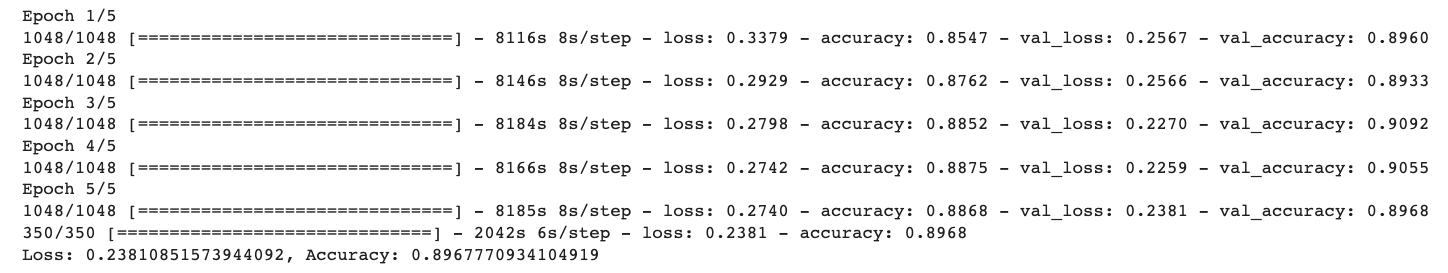 Epoch 1/5
1048/1048 [==============================] - 8116s 8s/step - loss: 0.3379 - accuracy: 0.8547 - val_loss: 0.2567 - val_accuracy: 0.8960
Epoch 2/5
1048/1048 [==============================] - 8146s 8s/step - loss: 0.2929 - accuracy: 0.8762 - val_loss: 0.2566 - val_accuracy: 0.8933
Epoch 3/5
1048/1048 [==============================] - 8184s 8s/step - loss: 0.2798 - accuracy: 0.8852 - val_loss: 0.2270 - val_accuracy: 0.9092
Epoch 4/5
1048/1048 [==============================] - 8166s 8s/step - loss: 0.2742 - accuracy: 0.8875 - val_loss: 0.2259 - val_accuracy: 0.9055
Epoch 5/5
1048/1048 [==============================] - 8185s 8s/step - loss: 0.2740 - accuracy: 0.8868 - val_loss: 0.2381 - val_accuracy: 0.8968
350/350 [==============================] - 2042s 6s/step - loss: 0.2381 - accuracy: 0.8968
Loss: 0.23810851573944092, Accuracy: 0.8967770934104919